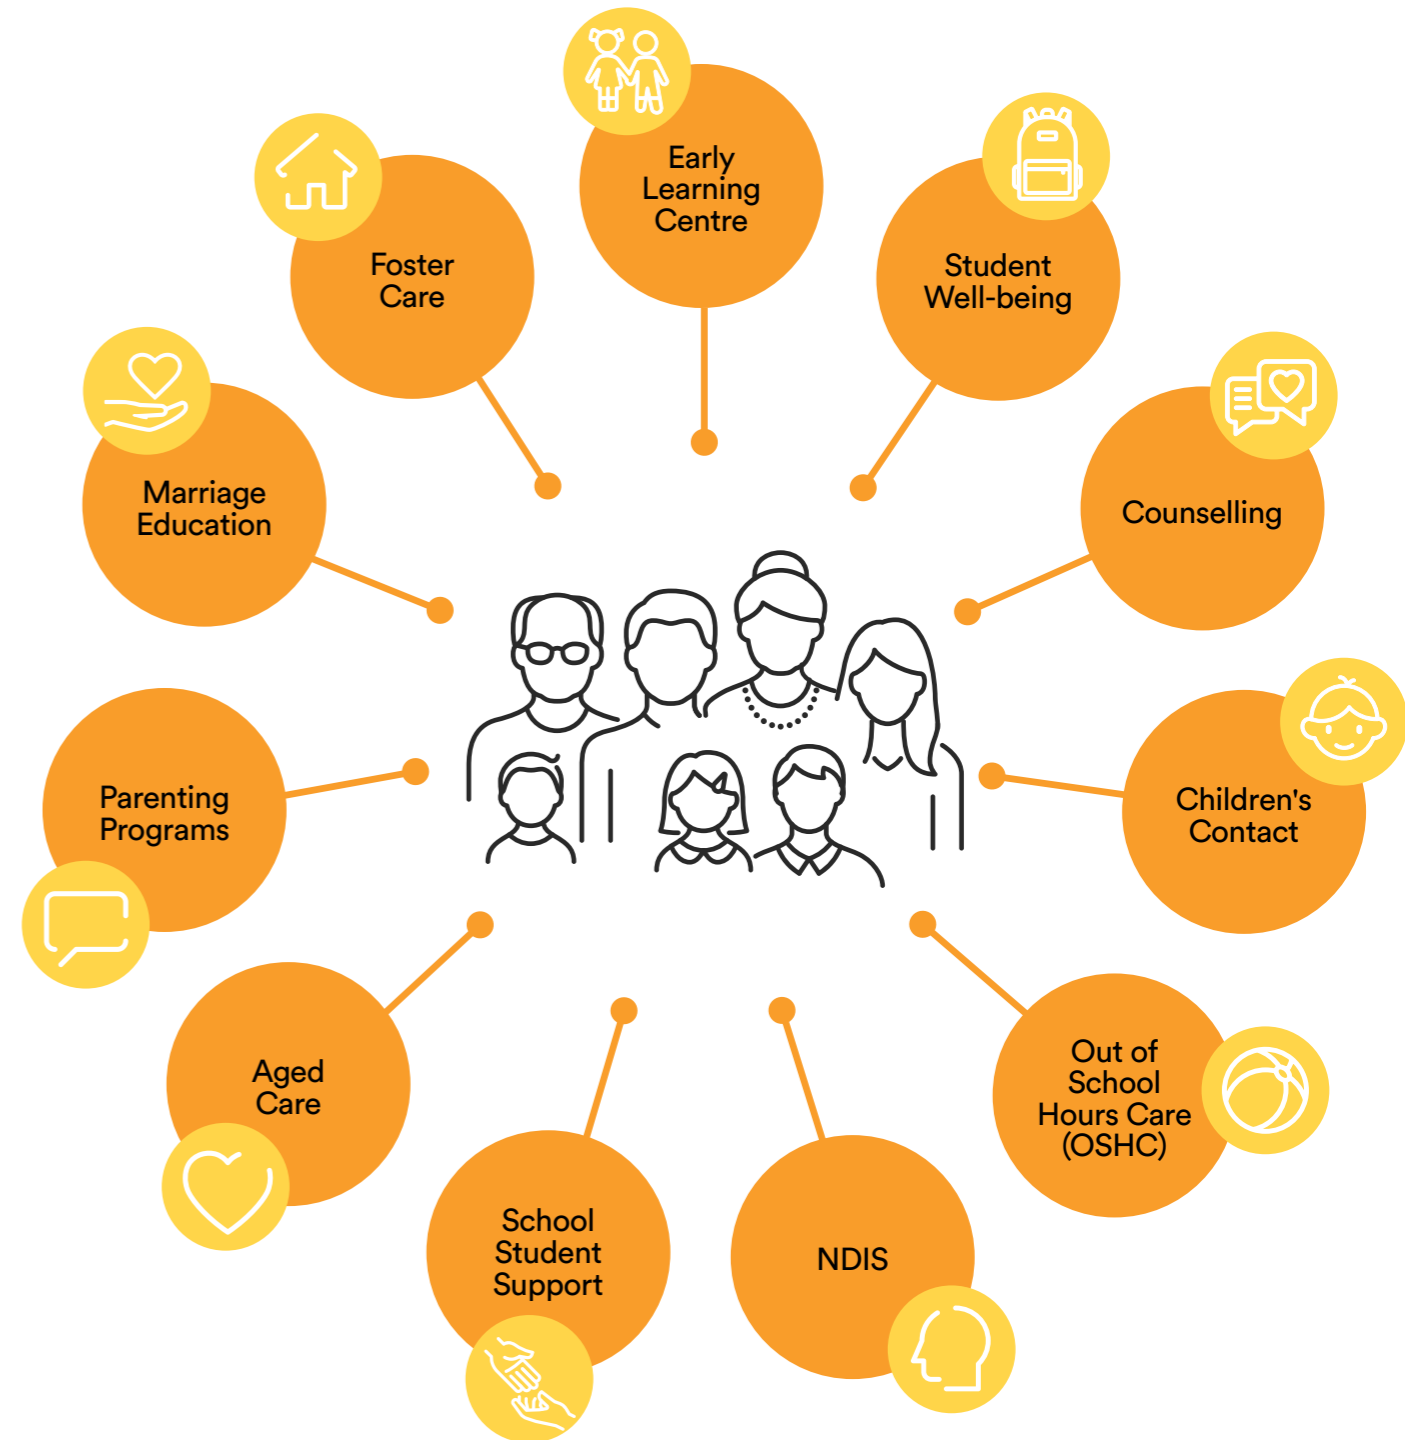 Early
Learning
Centre
Student
Well-being
Counselling
Children's
Contact
Out of
School
Hours Care
(OSHC)
NDIS
School
Student
Support
Aged
Care
Parenting
Programs
Marriage
Education
Foster
Care